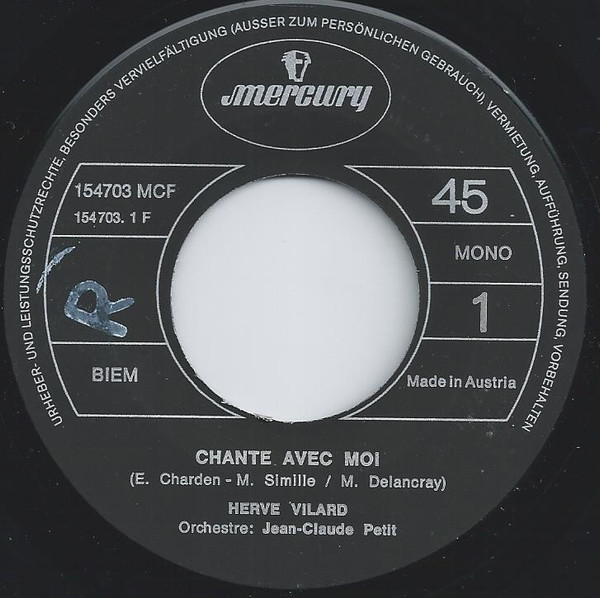 URHEBER- UND LEISTUNGSSCHUTZRECHTE, BESONDERS VERVIELFÄLTIGUNG (AUSSER ZUM PERSÖNLICHEN GEBRAUCH), VERMIETUNG, AUFFÜHRUNG, SENDUNG, VORBEHALTEN
mercury
154703 MCF
154703. 1 F
R
BIEM
45
MONO
1
Made in Austria
CHANTE AVEC MOI
(E. Charden - M. Simille / M. Delancray)
HERVE VILARD
Orchestre: Jean-Claude Petit